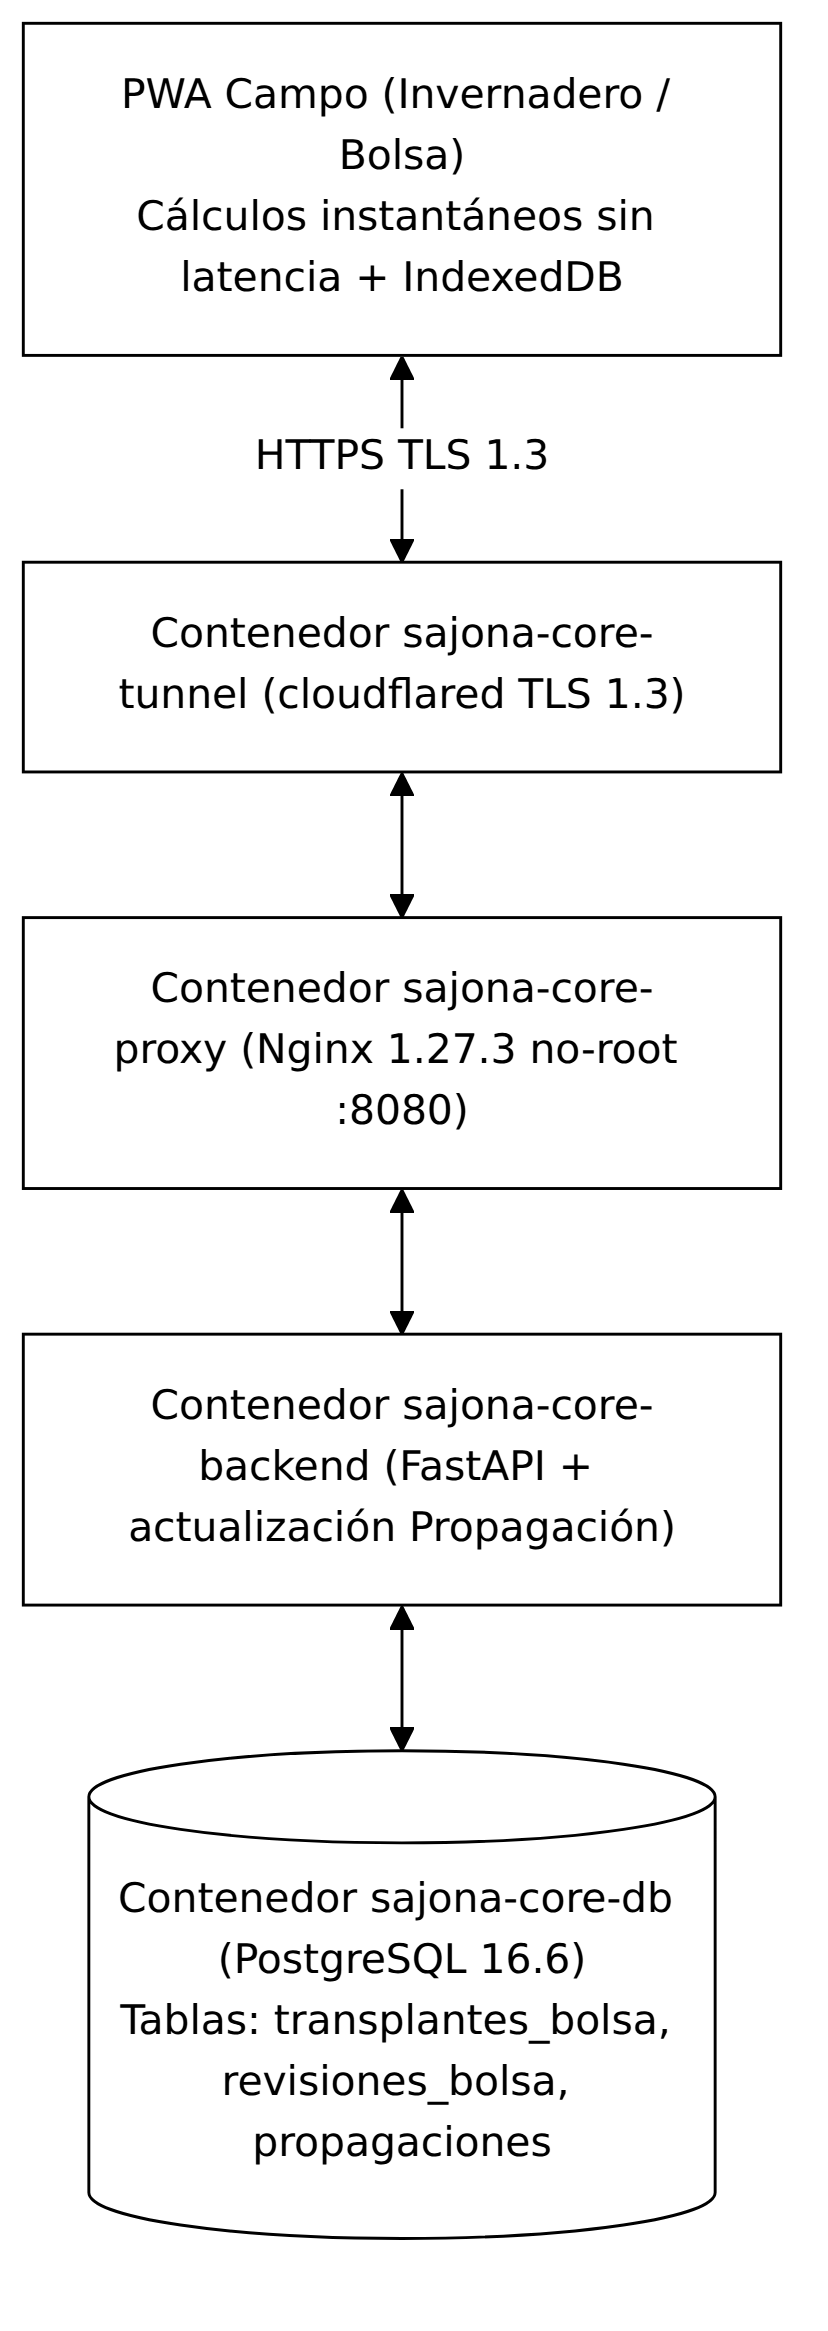 PWA Campo (Invernadero /
Bolsa)
Cálculos instantáneos sin
latencia + IndexedDB
HTTPS TLS 1.3
Contenedor sajona-core-
tunnel (cloudflared TLS 1.3)
Contenedor sajona-core-
proxy (Nginx 1.27.3 no-root
:8080)
Contenedor sajona-core-
backend (FastAPI +
actualización Propagación)
Contenedor sajona-core-db
(PostgreSQL 16.6)
Tablas: transplantes_bolsa,
revisiones_bolsa,
propagaciones